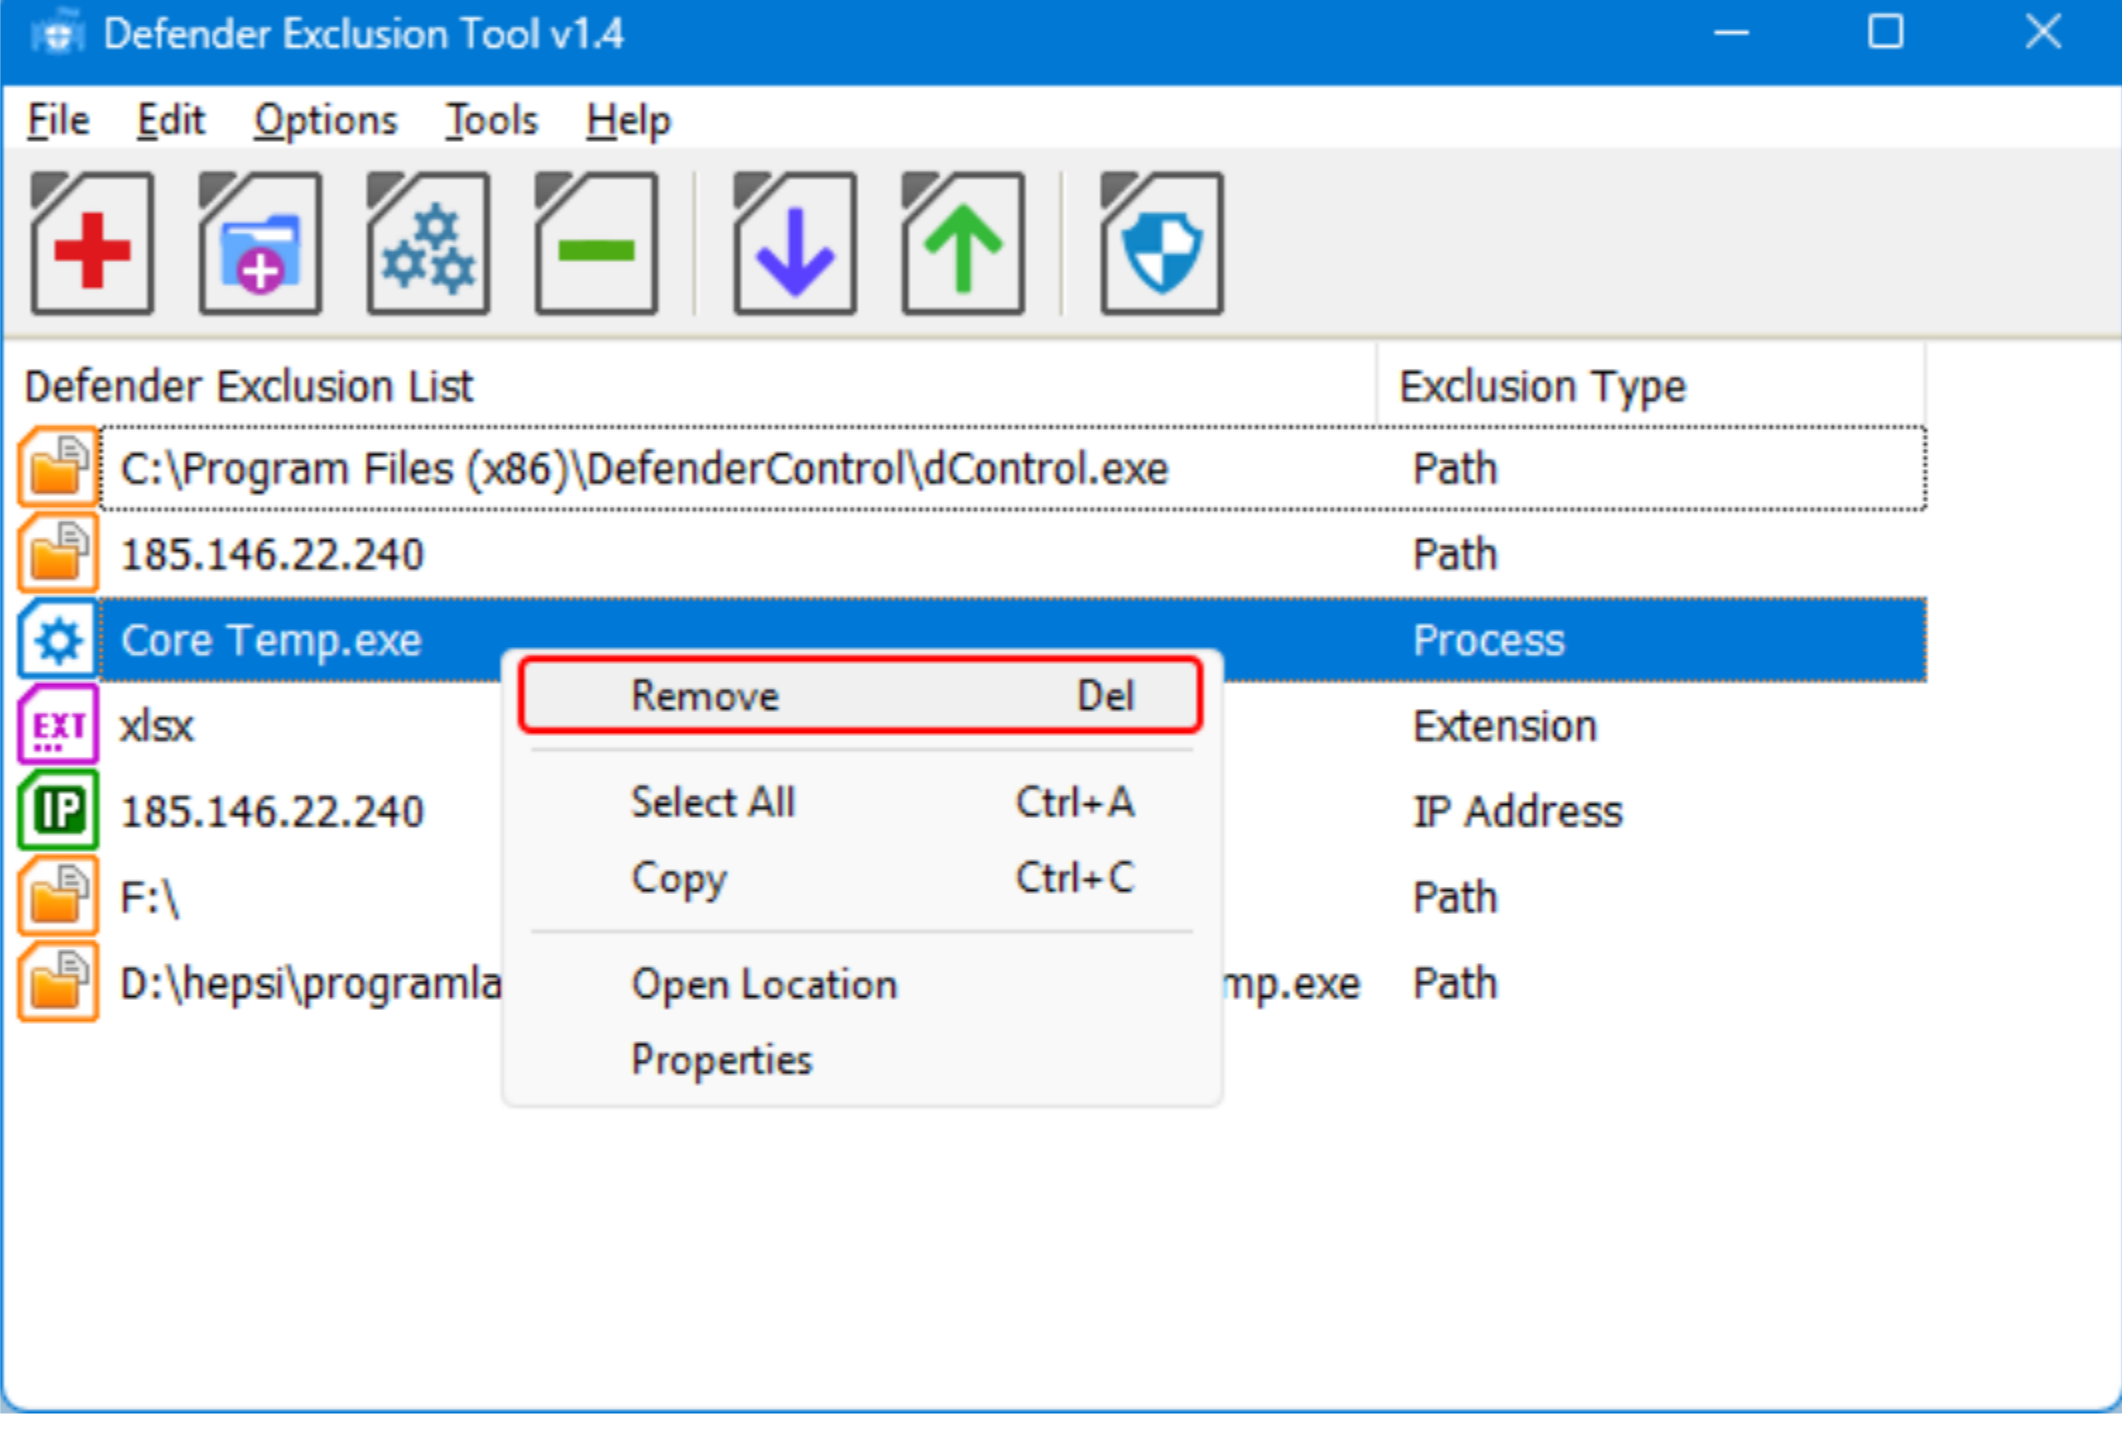 Defender Exclusion Tool v1.4
File Edit Options Tools Help
Defender Exclusion List Exclusion Type
C:\Program Files (x86)\DefenderControl\dControl.exe Path
185.146.22.240 Path
Core Temp.exe Process
Remove Del
EXT xlsx Extension
Select All Ctrl+A
IP 185.146.22.240 IP Address
Copy Ctrl+C
F:\ Path
D:\hepsi\programla mp.exe Path
Open Location
Properties